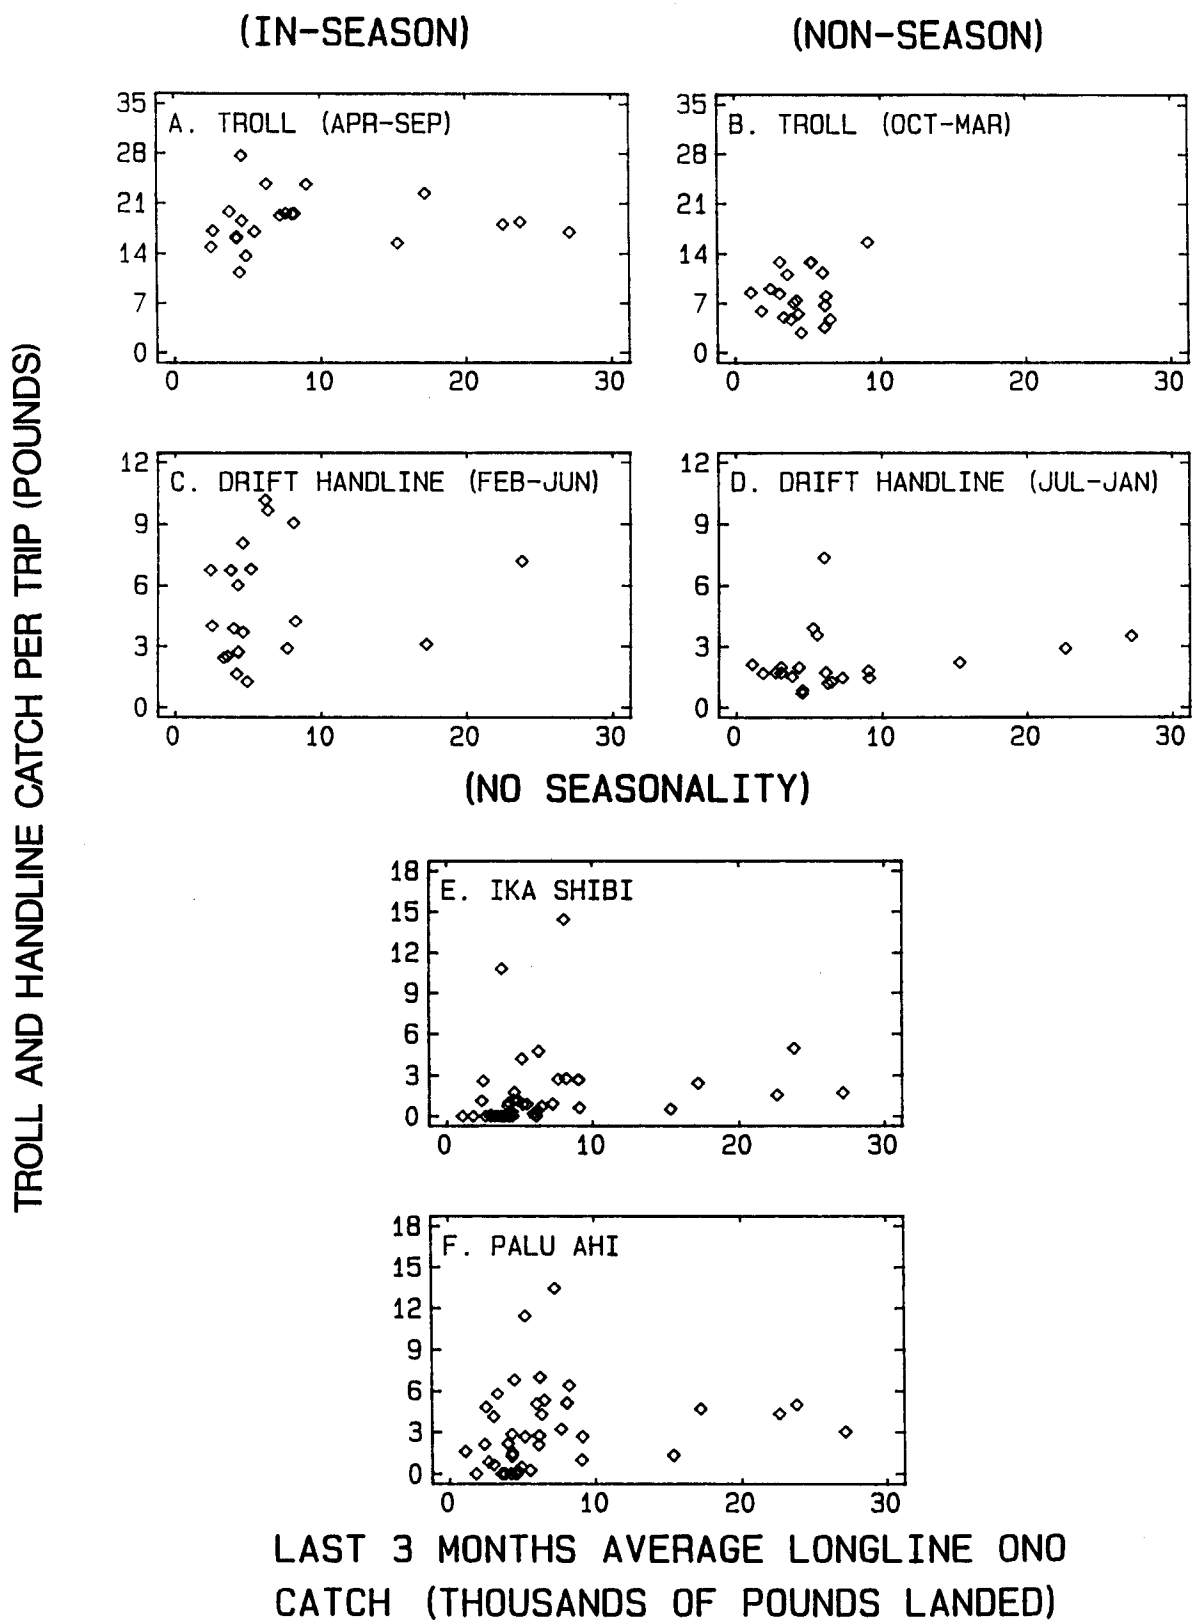 (IN-SEASON)
(NON-SEASON)
TROLL AND HANDLINE CATCH PER TRIP (POUNDS)
A. TROLL (APR-SEP)
35
28
21
14
7
0
0 10 20 30
B. TROLL (OCT-MAR)
35
28
21
14
7
0
0 10 20 30
C. DRIFT HANDLINE (FEB-JUN)
12
9
6
3
0
0 10 20 30
D. DRIFT HANDLINE (JUL-JAN)
12
9
6
3
0
0 10 20 30
(NO SEASONALITY)
E. IKA SHIBI
18
15
12
9
6
3
0
0 10 20 30
F. PALU AHI
18
15
12
9
6
3
0
0 10 20 30
LAST 3 MONTHS AVERAGE LONGLINE ONO
CATCH (THOUSANDS OF POUNDS LANDED)